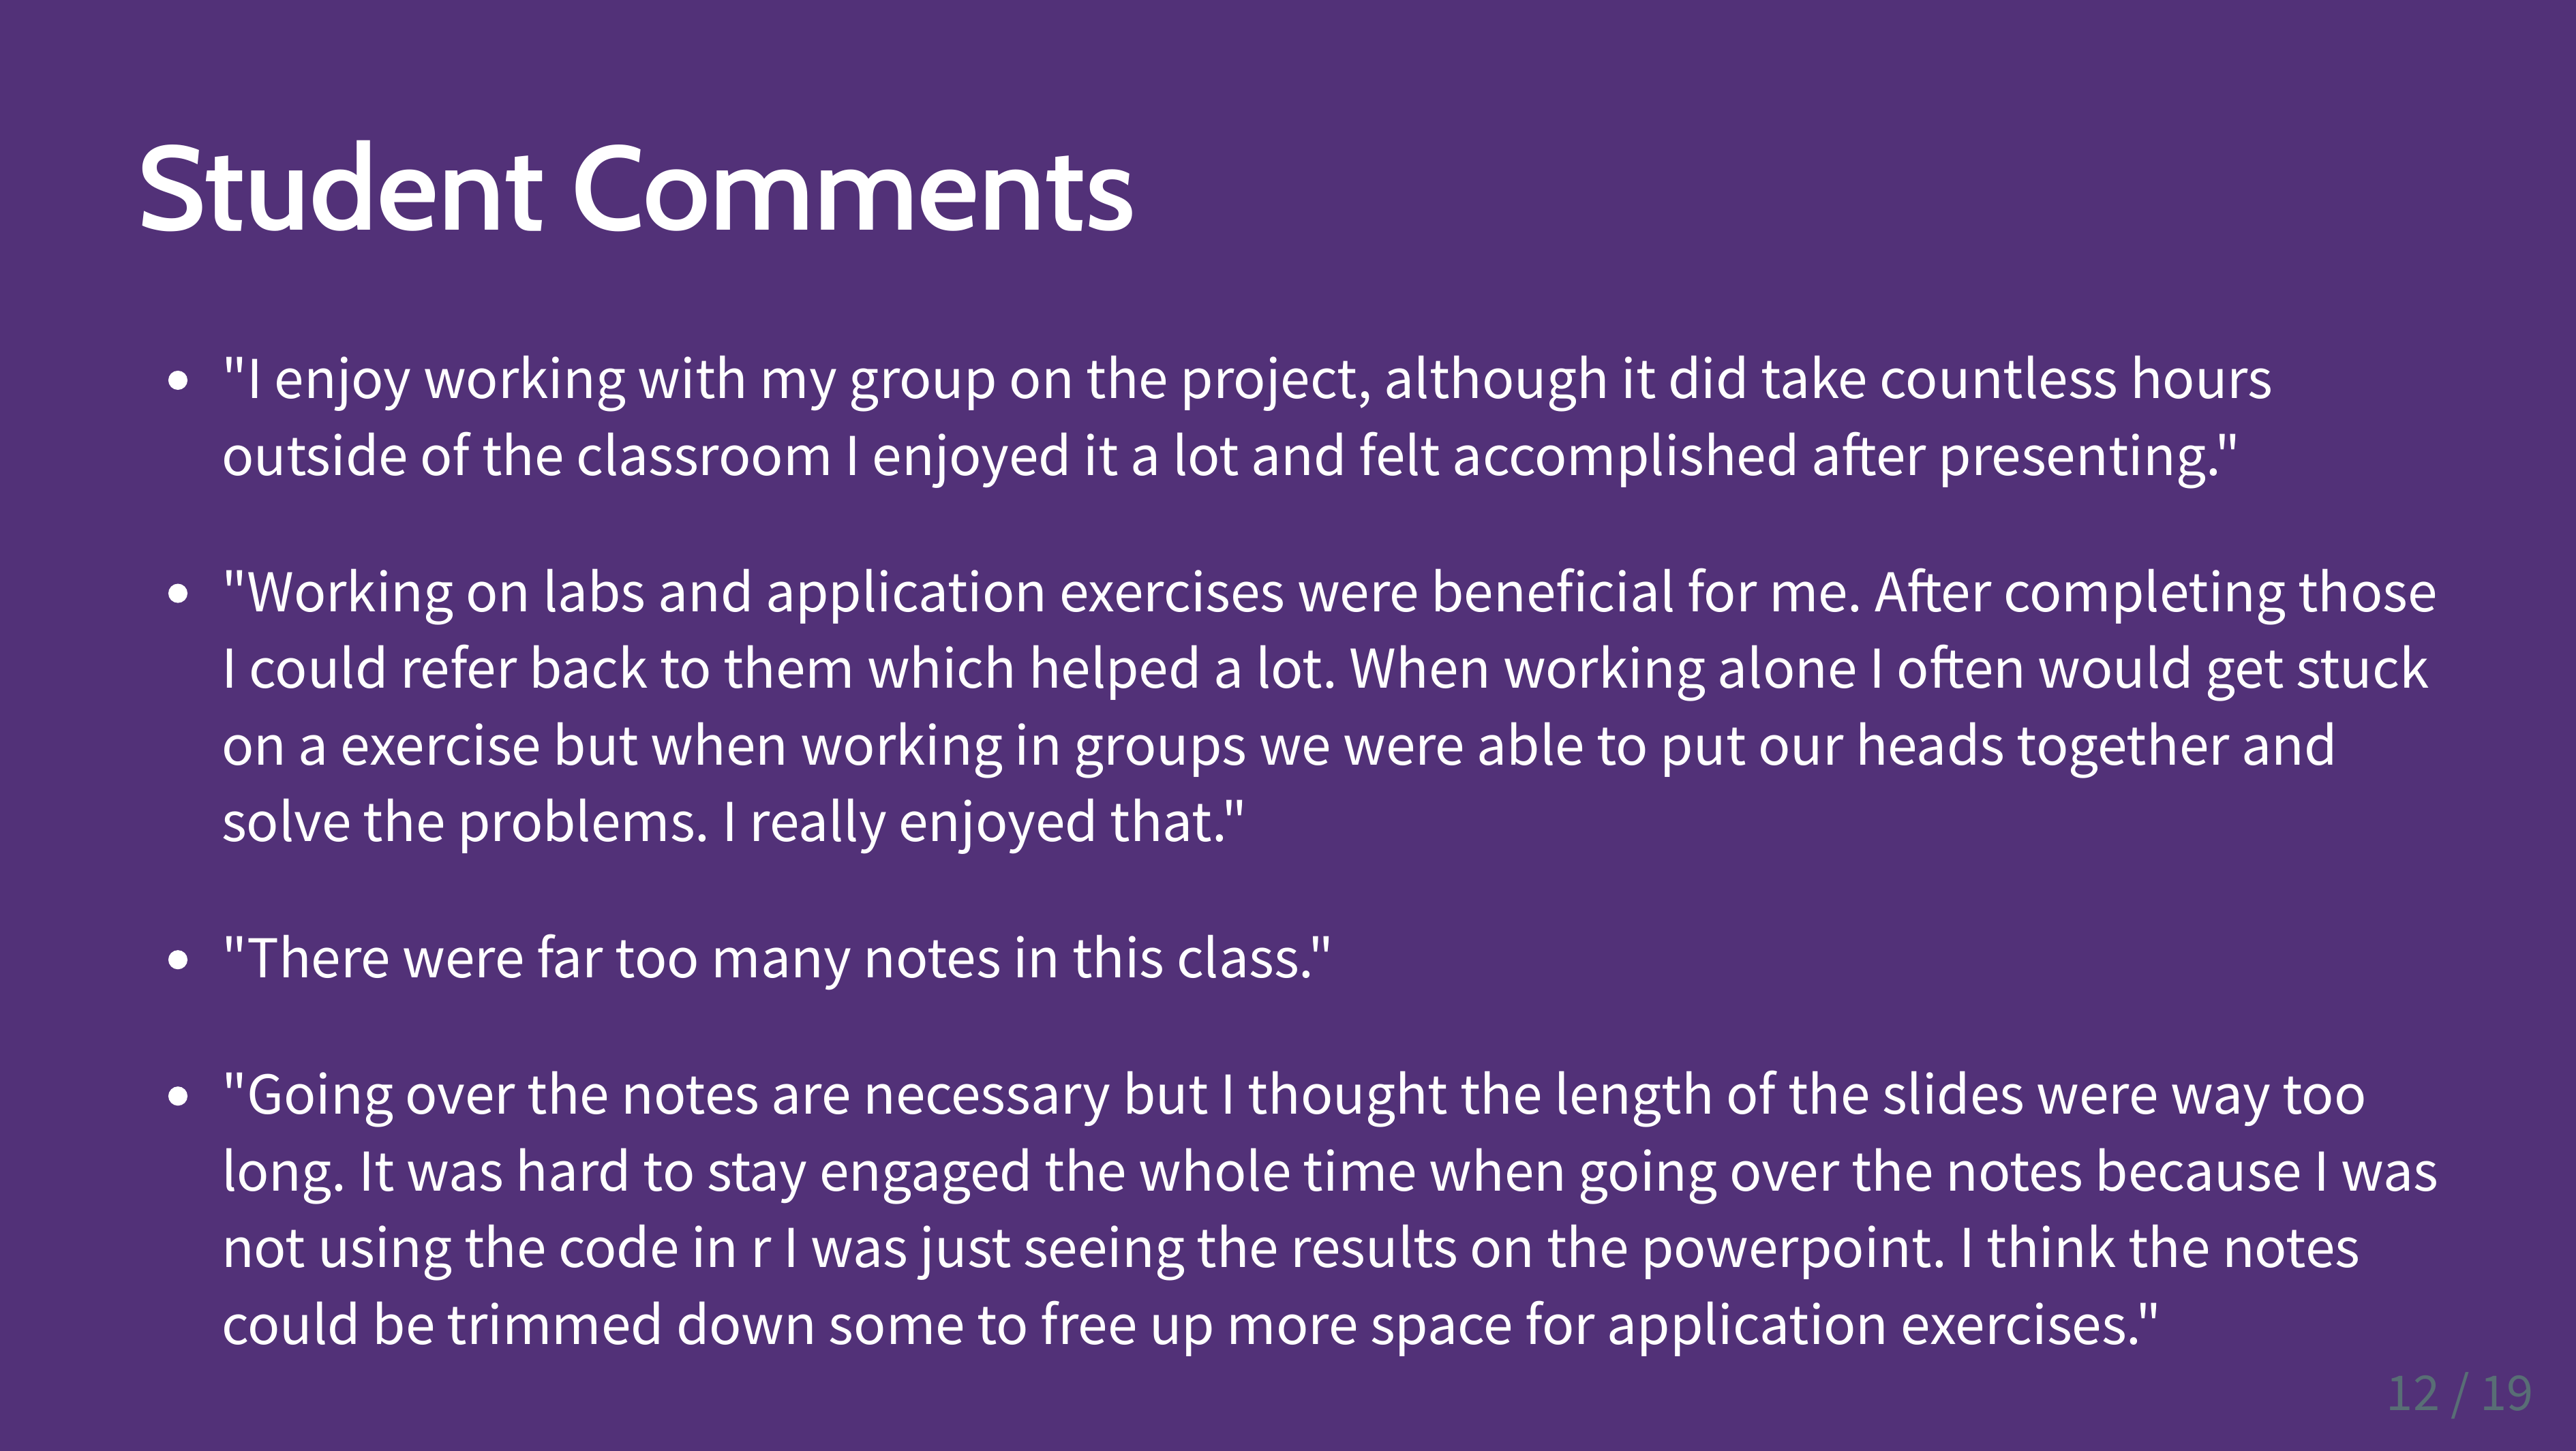 Student Comments
• "I enjoy working with my group on the project, although it did take countless hours
outside of the classroom I enjoyed it a lot and felt accomplished after presenting."
• "Working on labs and application exercises were beneficial for me. After completing those
I could refer back to them which helped a lot. When working alone I often would get stuck
on a exercise but when working in groups we were able to put our heads together and
solve the problems. I really enjoyed that."
• "There were far too many notes in this class."
• "Going over the notes are necessary but I thought the length of the slides were way too
long. It was hard to stay engaged the whole time when going over the notes because I was
not using the code in r I was just seeing the results on the powerpoint. I think the notes
could be trimmed down some to free up more space for application exercises."
12 / 19